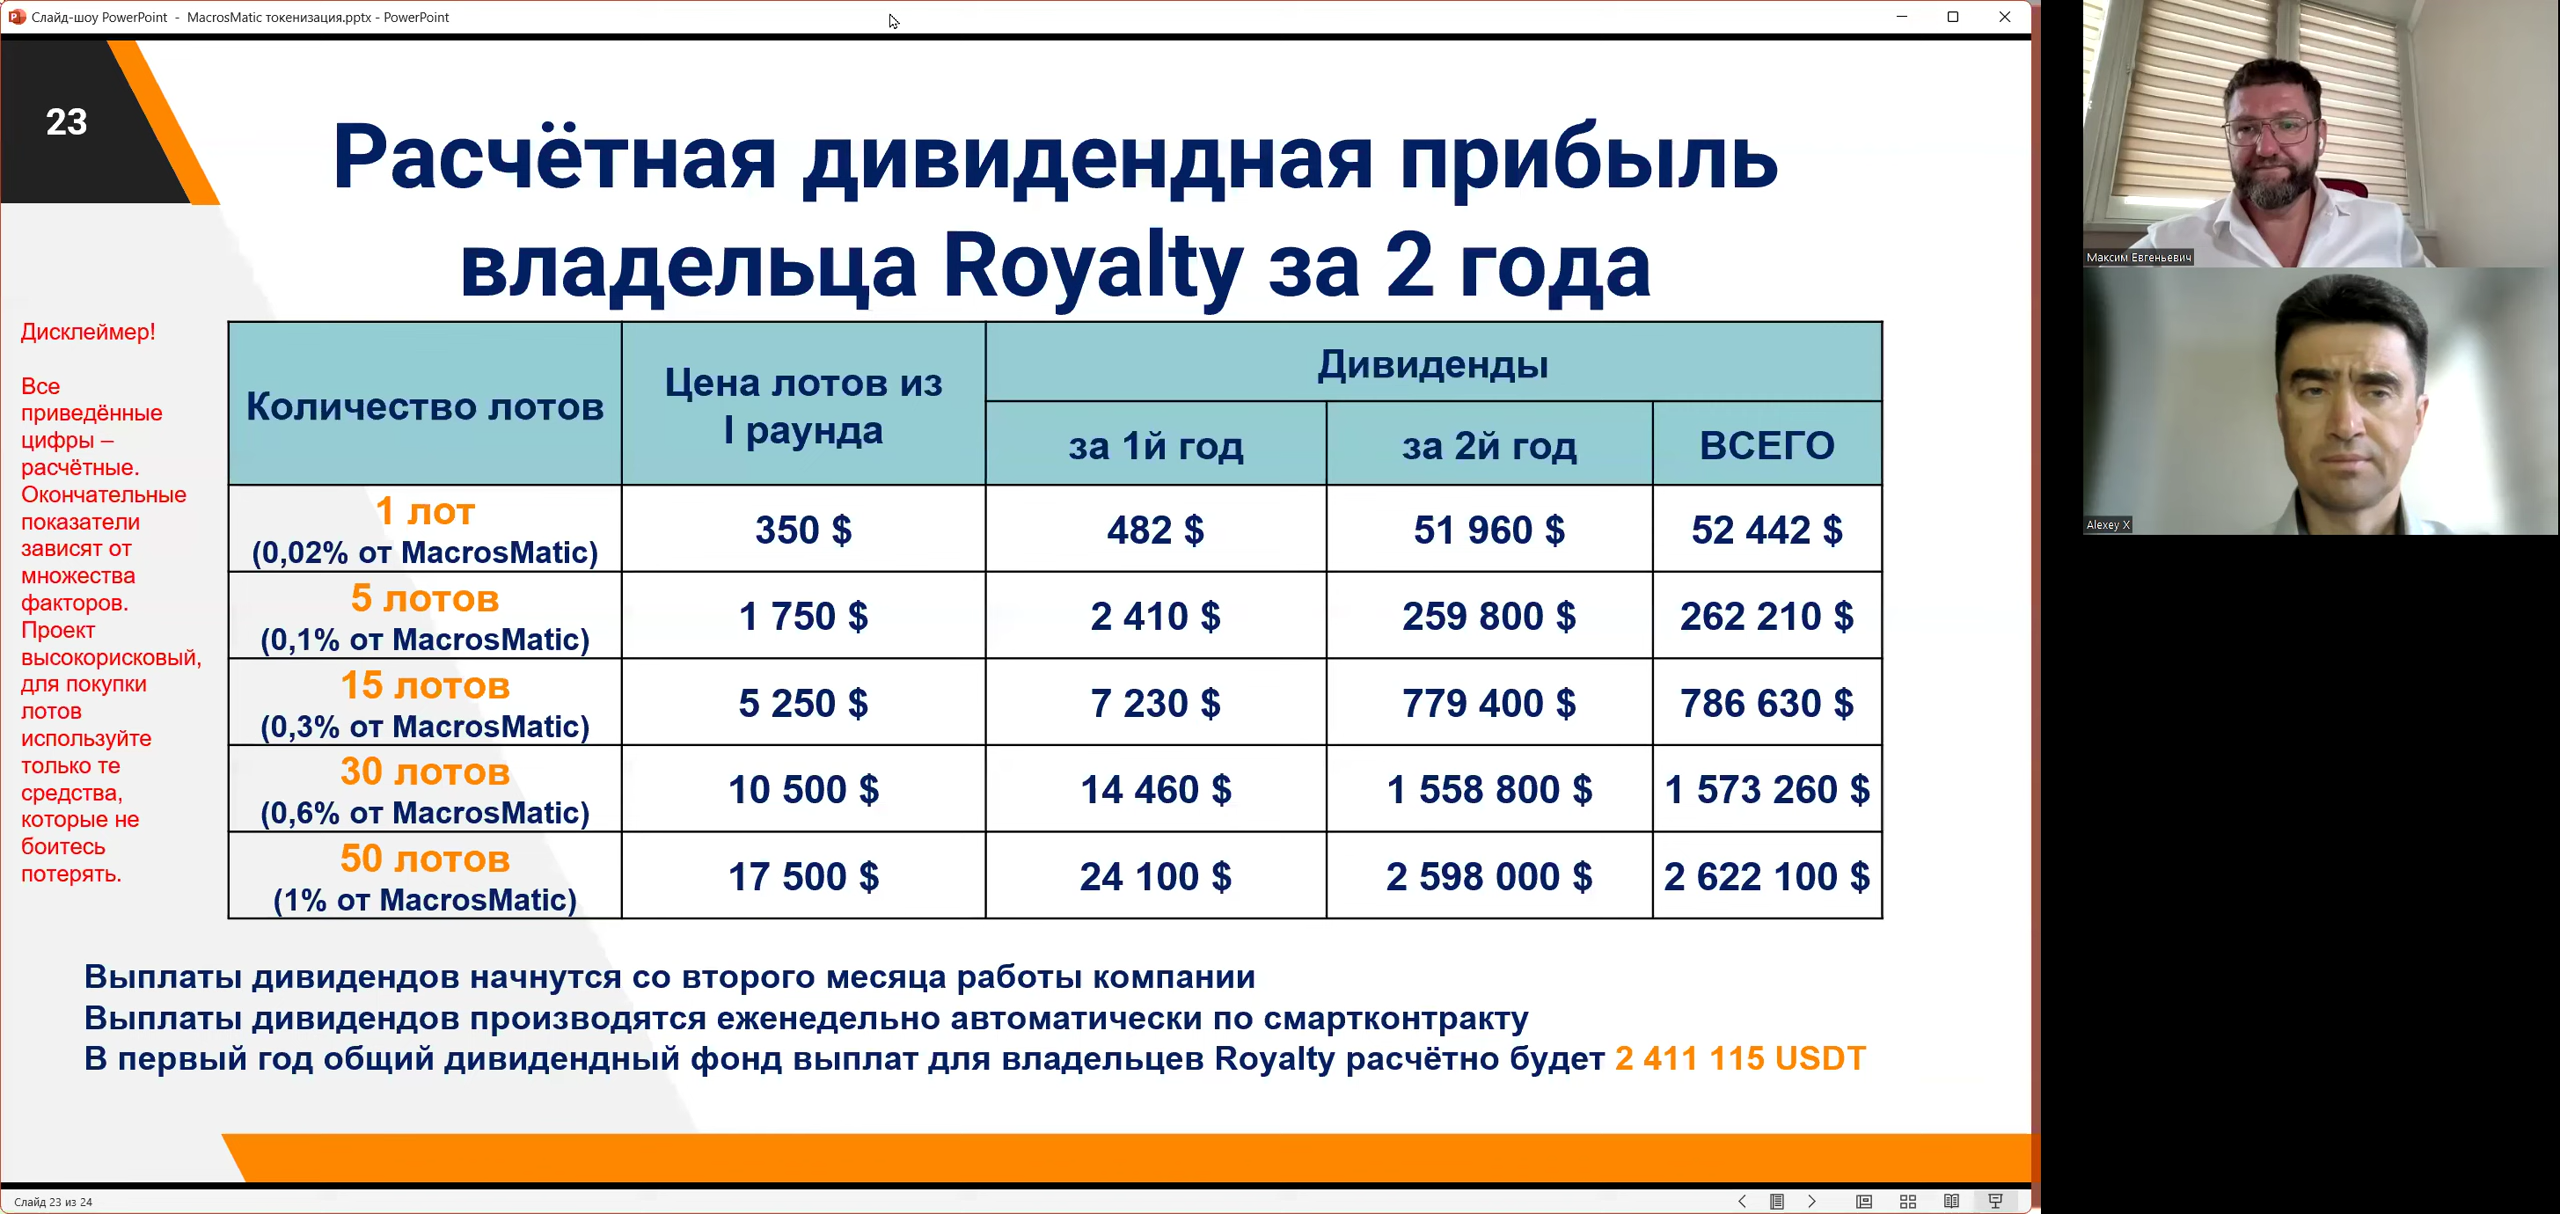 Слайд-шоу PowerPoint - MacrosMatic токенизация.pptx - PowerPoint
23
Расчётная дивидендная прибыль
владельца Royalty за 2 года
Дисклеймер!
Все
приведённые
цифры –
расчётные.
Окончательные
показатели
зависят от
множества
факторов.
Проект
высокорисковый,
для покупки
лотов
используйте
только те
средства,
которые не
боитесь
потерять.
Количество лотов
Цена лотов из
I раунда
Дивиденды
за 1й год
за 2й год
ВСЕГО
1 лот
(0,02% от MacrosMatic)
350 $
482 $
51 960 $
52 442 $
5 лотов
(0,1% от MacrosMatic)
1 750 $
2 410 $
259 800 $
262 210 $
15 лотов
(0,3% от MacrosMatic)
5 250 $
7 230 $
779 400 $
786 630 $
30 лотов
(0,6% от MacrosMatic)
10 500 $
14 460 $
1 558 800 $
1 573 260 $
50 лотов
(1% от MacrosMatic)
17 500 $
24 100 $
2 598 000 $
2 622 100 $
Выплаты дивидендов начнутся со второго месяца работы компании
Выплаты дивидендов производятся еженедельно автоматически по смартконтракту
В первый год общий дивидендный фонд выплат для владельцев Royalty расчётно будет 2 411 115 USDT
Слайд 23 из 24
Максим Евгеньевич
Alexey X